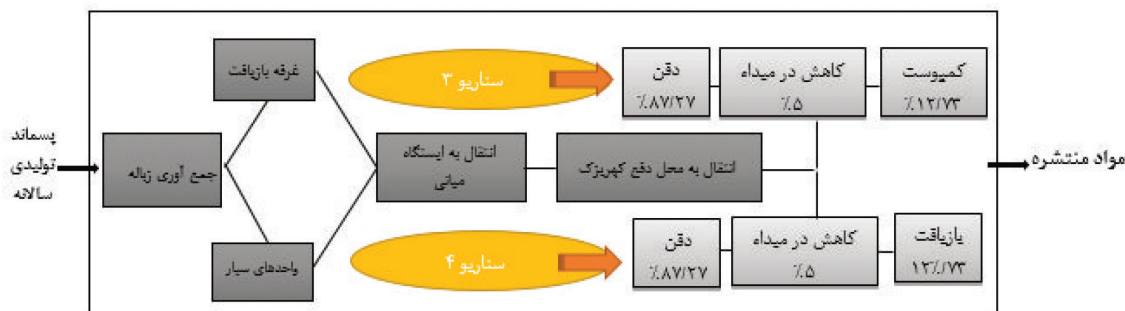 پسماند
تولیدی
سالانه
جمع آوری زباله
غرفه بازیافت
واحدهای سیار
انتقال به ایستگاه
میانی
انتقال به محل دفع کهریزک
سناریو ۳
دفن
٪۸۷/۲۷
کاهش در میداء
٪۵
کمپوست
٪۱۲/۷۳
سناریو ۴
دفن
٪۸۷/۲۷
کاهش در میداء
٪۵
بازیافت
۱۲٪/۷۳
مواد منتشره